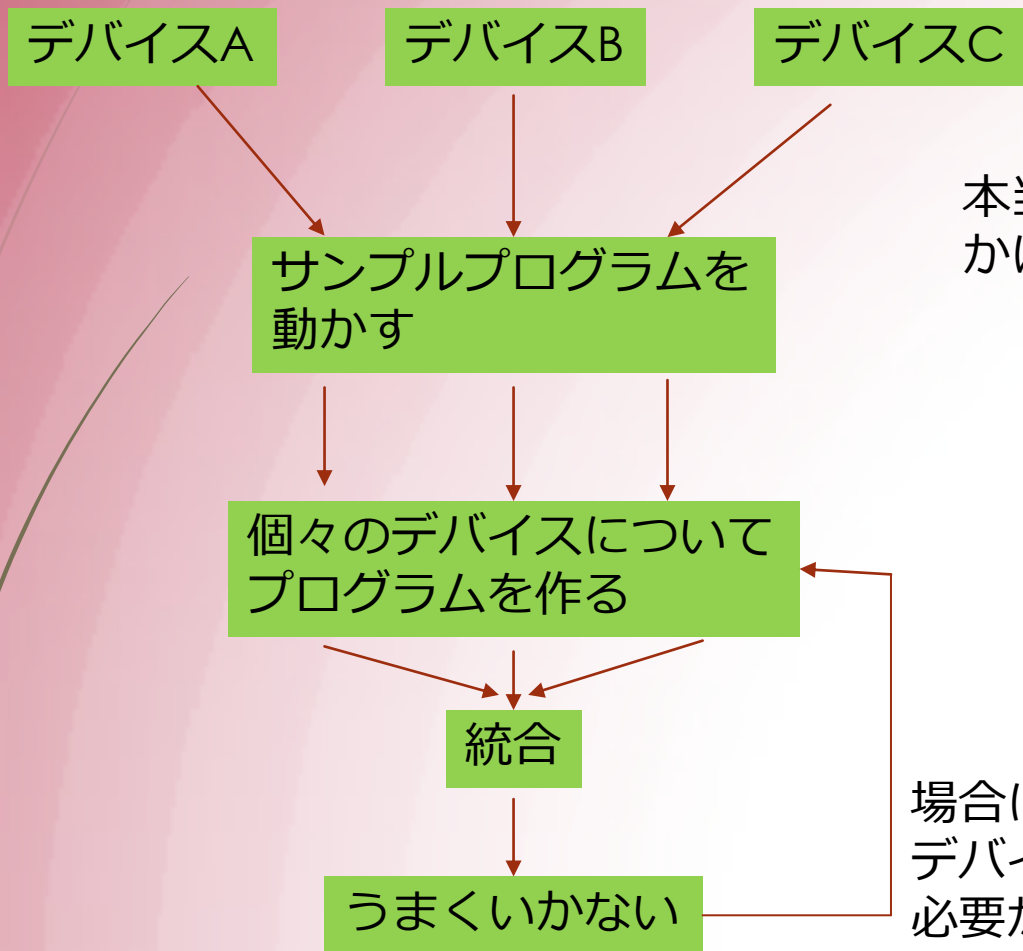 デバイスA
デバイスB
デバイスC
本
かに
サンプルプログラムを
動かす
個々のデバイスについて
プログラムを作る
統合
場合に
デバイ
必要が
うまくいかない